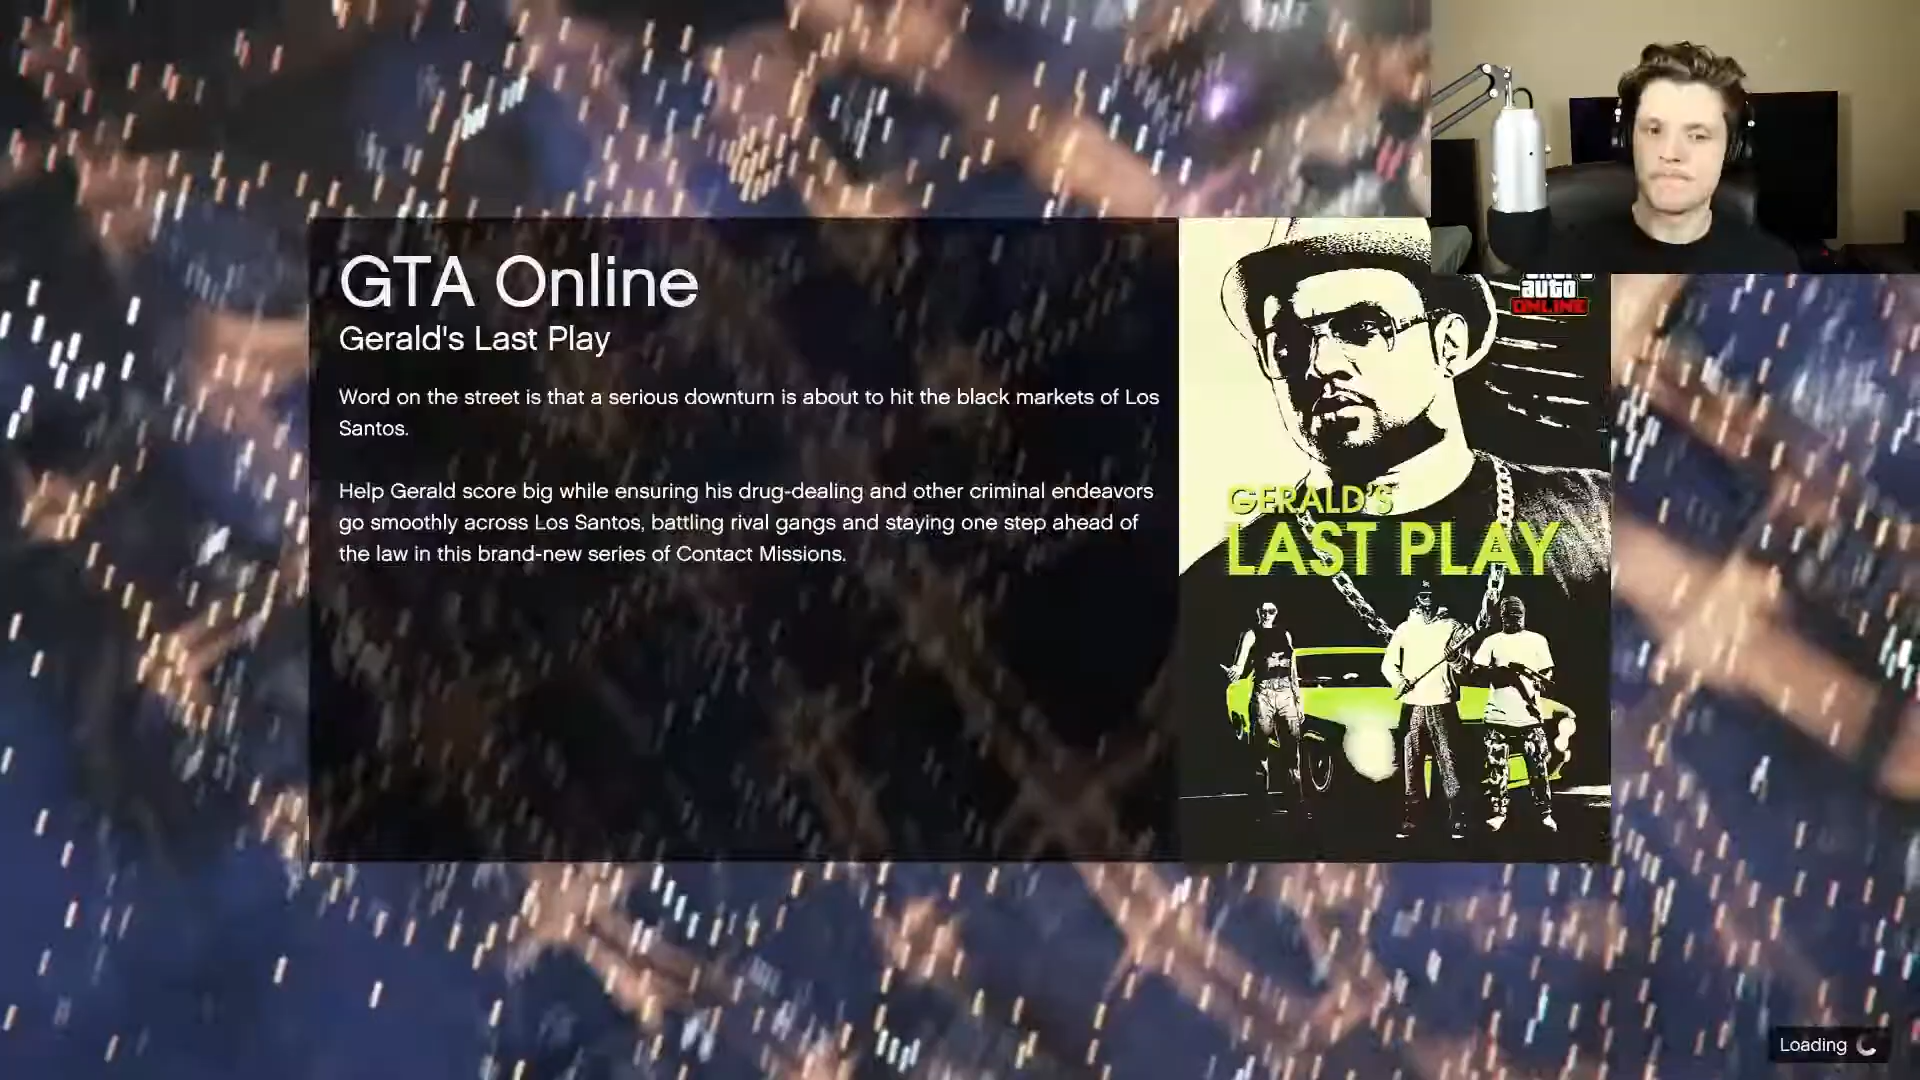 GTA Online
Gerald's Last Play
Word on the street is that a serious downturn is about to hit the black markets of Los
Santos.
Help Gerald score big while ensuring his drug-dealing and other criminal endeavors
go smoothly across Los Santos, battling rival gangs and staying one step ahead of
the law in this brand-new series of Contact Missions.
auto
ONLINE
GERALD'S
LAST PLAY
Loading